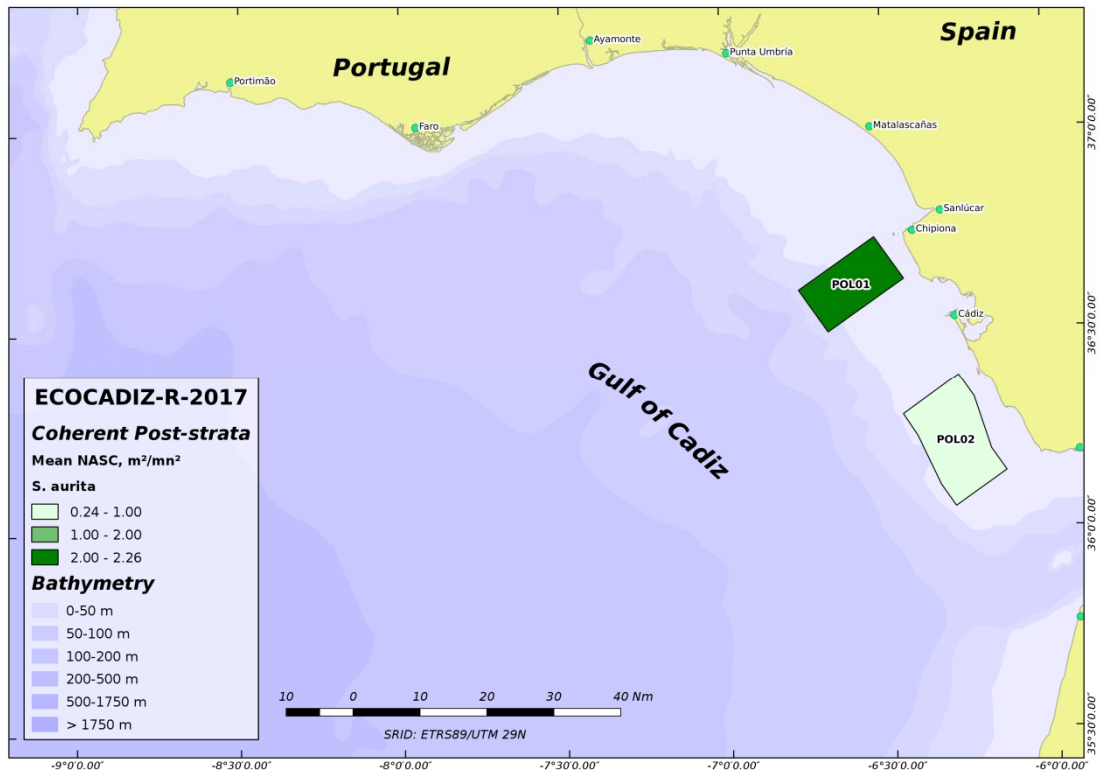 Spain
Portugal
Ayamonte
Punta Umbría
Portimão
Faro
Matalascañas
Sanlúcar
Chipiona
POL01
Cádiz
Gulf of Cadiz
POL02
ECOCADIZ-R-2017
Coherent Post-strata
Mean NASC, m²/mn²
S. aurita
0.24 - 1.00
1.00 - 2.00
2.00 - 2.26
Bathymetry
0-50 m
50-100 m
100-200 m
200-500 m
500-1750 m
> 1750 m
10 0 10 20 30 40 Nm
SRID: ETRS89/UTM 29N
37°0'0.00"
36°30'0.00"
36°0'0.00"
35°30'0.00"
-9°0'0.00" -8°30'0.00" -8°0'0.00" -7°30'0.00" -7°0'0.00" -6°30'0.00" -6°0'0.00"